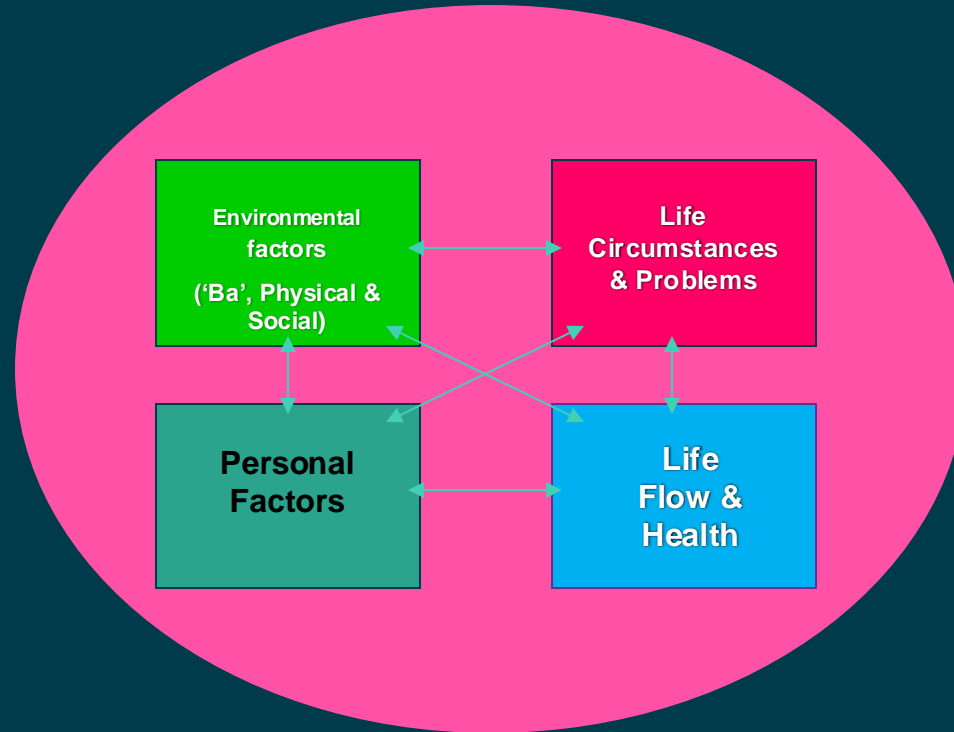 Environmental
factors
(‘Ba’, Physical &
Social)
Life
Circumstances
& Problems
Personal
Factors
Life
Flow &
Health